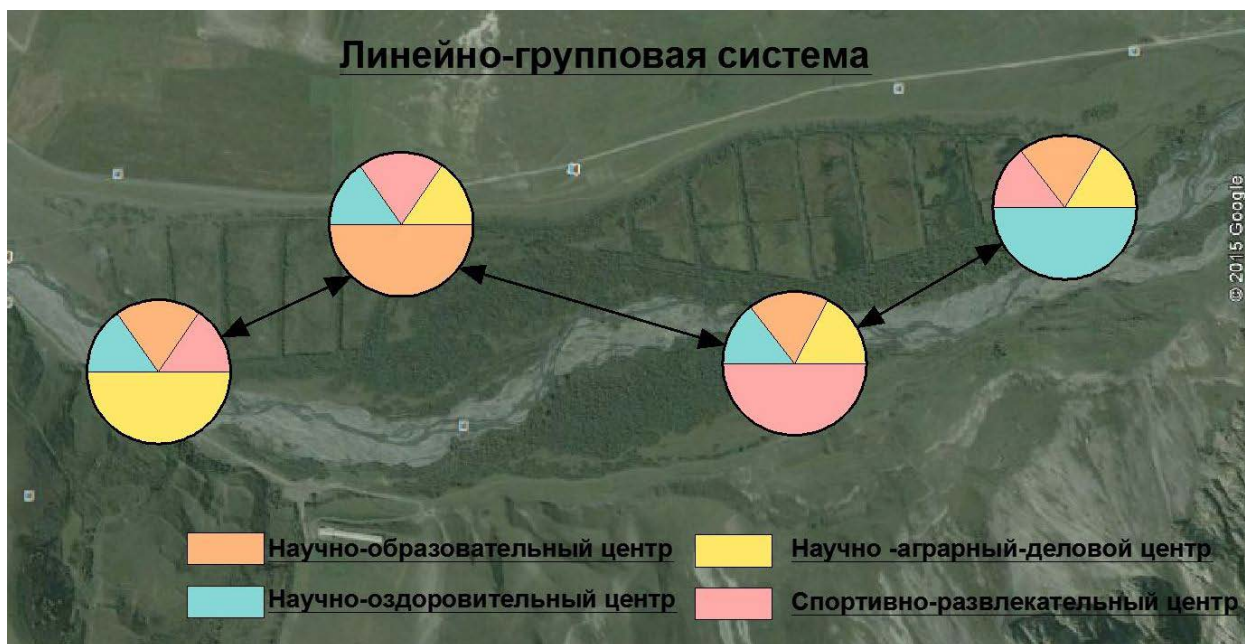 Линейно-групповая система
© 2015 Google
Научно-образовательный центр
Научно -аграрный-деловой центр
Научно-оздоровительный центр
Спортивно-развлекательный центр